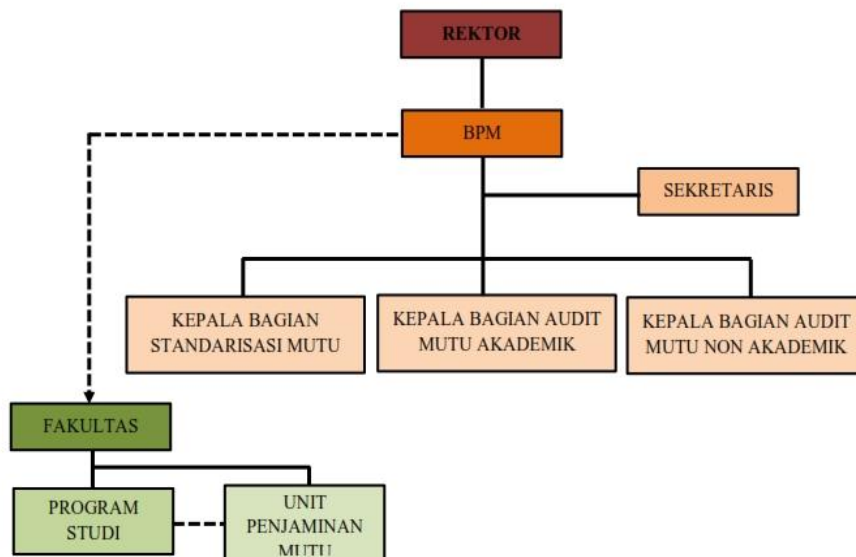 REKTOR
BPM
SEKRETARIS
KEPALA BAGIAN
STANDARISASI MUTU
KEPALA BAGIAN AUDIT
MUTU AKADEMIK
KEPALA BAGIAN AUDIT
MUTU NON AKADEMIK
FAKULTAS
PROGRAM
STUDI
UNIT
PENJAMINAN
MUTU